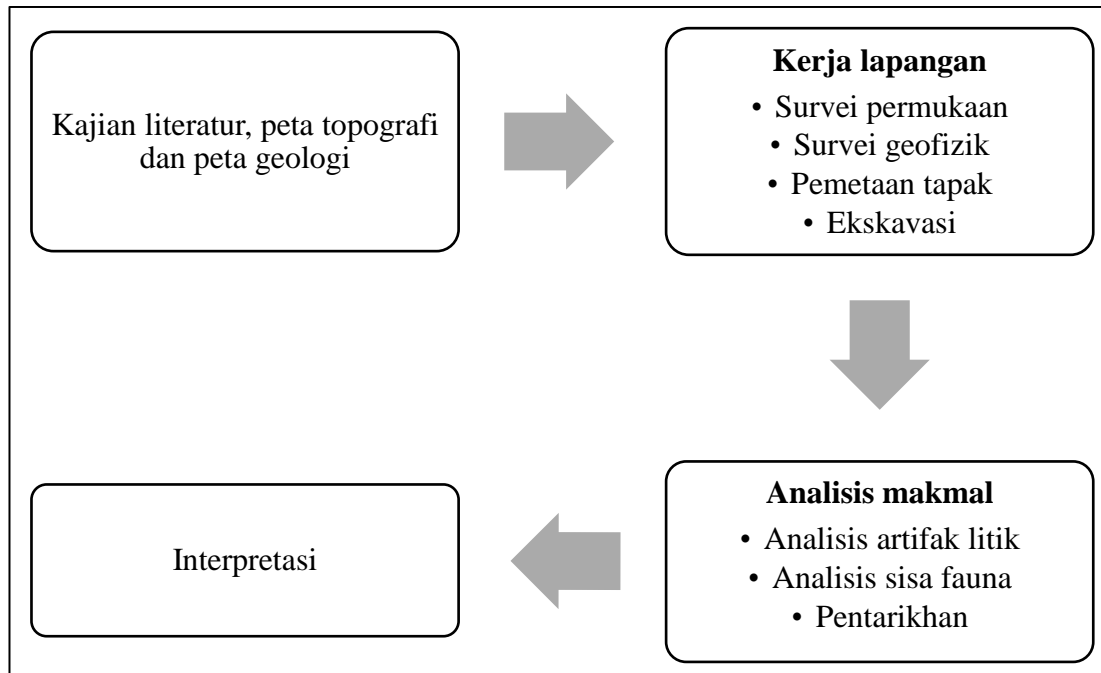 Kajian literatur, peta topografi
dan peta geologi
Kerja lapangan
• Survei permukaan
• Survei geofizik
• Pemetaan tapak
• Ekskavasi
Analisis makmal
• Analisis artifak litik
• Analisis sisa fauna
• Pentarikhan
Interpretasi